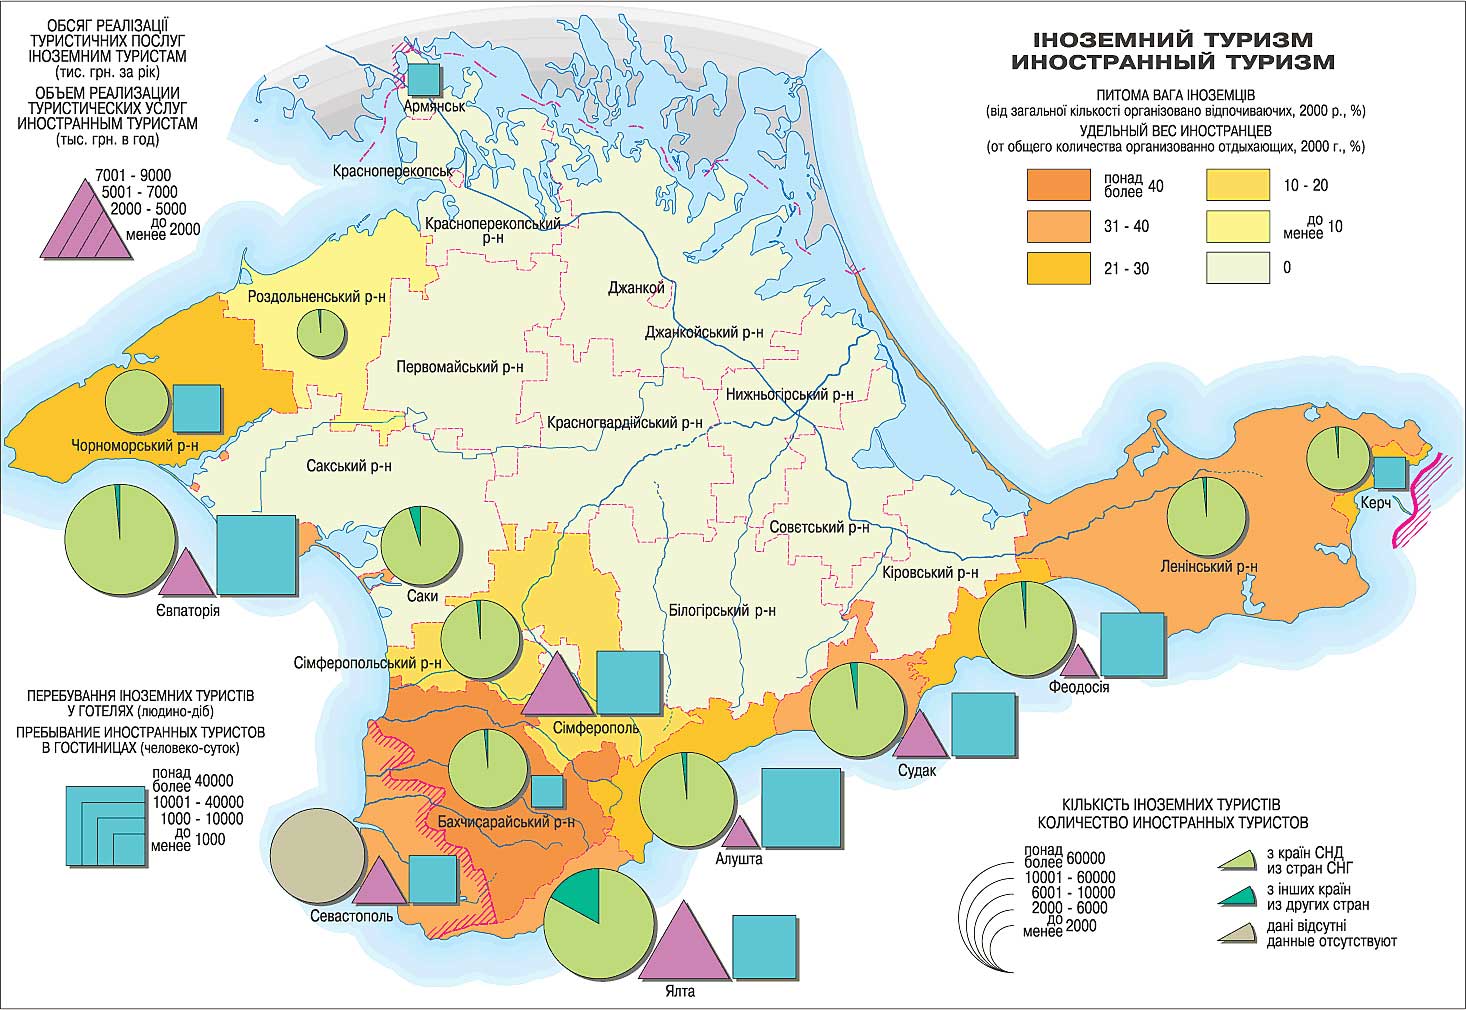 ІНОЗЕМНИЙ ТУРИЗМ
ИНОСТРАННЫЙ ТУРИЗМ
ОБСЯГ РЕАЛІЗАЦІЇ
ТУРИСТИЧНИХ ПОСЛУГ
ІНОЗЕМНИМ ТУРИСТАМ
(тис. грн. за рік)
ОБЪЕМ РЕАЛИЗАЦИИ
ТУРИСТИЧЕСКИХ УСЛУГ
ИНОСТРАННЫМ ТУРИСТАМ
(тыс. грн. в год)
7001 - 9000
5001 - 7000
2000 - 5000
до
менее 2000
ПИТОМА ВАГА ІНОЗЕМЦІВ
(від загальної кількості організовано відпочиваючих, 2000 р., %)
УДЕЛЬНЫЙ ВЕС ИНОСТРАНЦЕВ
(от общего количества организованно отдыхающих, 2000 г., %)
понад
более 40
31 - 40
21 - 30
10 - 20
до
менее 10
0
Армянськ
Красноперекопськ
Красноперекопський
р-н
Роздольненський р-н
Джанкой
Джанкойський р-н
Первомайський р-н
Нижньогірський р-н
Красногвардійський р-н
Чорноморський р-н
Сакський р-н
Керч
Совєтський р-н
Ленінський р-н
Кіровський р-н
Саки
Євпаторія
Білогірський р-н
Сімферопольський р-н
Феодосія
Сімферополь
Судак
Бахчисарайський р-н
Алушта
Севастополь
Ялта
ПЕРЕБУВАННЯ ІНОЗЕМНИХ ТУРИСТІВ
У ГОТЕЛЯХ (людино-діб)
ПРЕБЫВАНИЕ ИНОСТРАННЫХ ТУРИСТОВ
В ГОСТИНИЦАХ (человеко-суток)
понад
более 40000
10001 - 40000
1000 - 10000
до
менее 1000
КІЛЬКІСТЬ ІНОЗЕМНИХ ТУРИСТІВ
КОЛИЧЕСТВО ИНОСТРАННЫХ ТУРИСТОВ
понад
более 60000
10001 - 60000
6001 - 10000
2000 - 6000
до
менее 2000
з країн СНД
из стран СНГ
з інших країн
из других стран
дані відсутні
данные отсутствуют